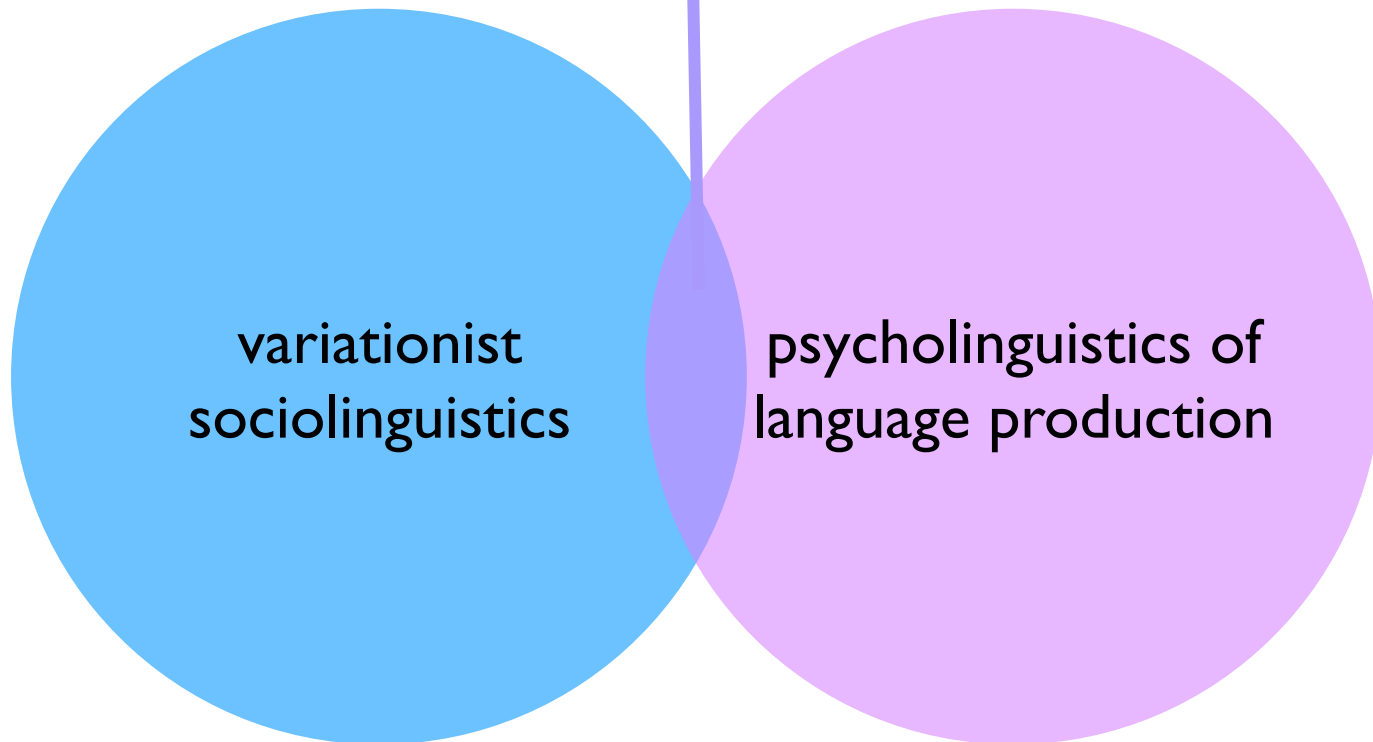 variationist
sociolinguistics
psycholinguistics of
language production